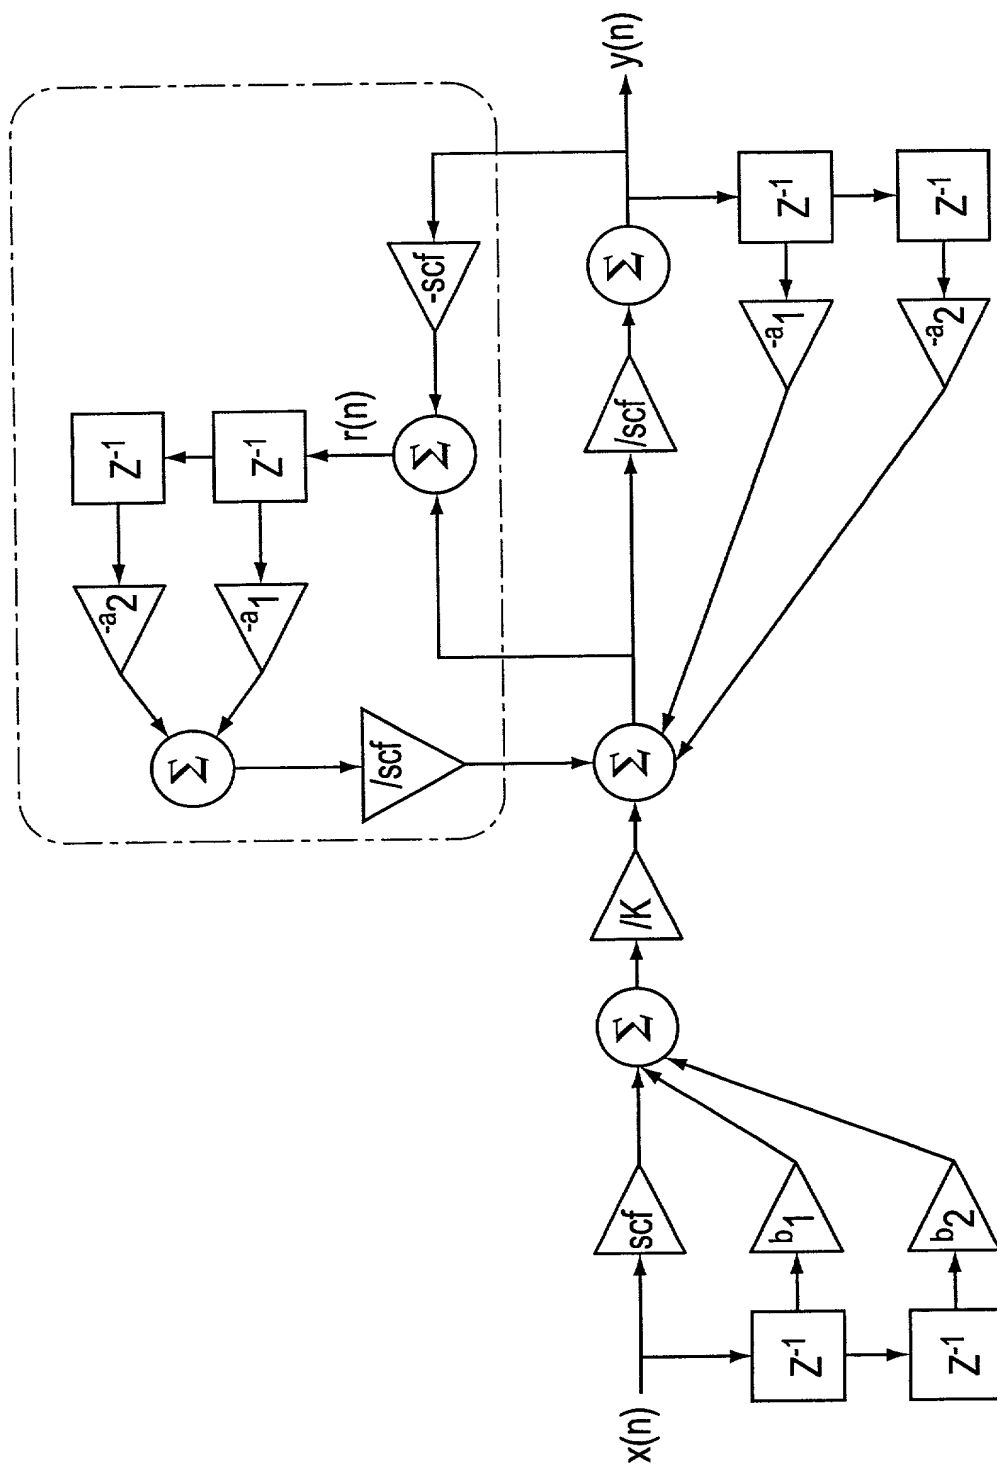 -a2
Z-1
Σ
-a1
Z-1
r(n)
/scf
Σ
-scf
x(n)
scf
Σ
/K
Σ
/scf
Σ
y(n)
Z-1
b1
-a1
Z-1
Z-1
b2
-a2
Z-1